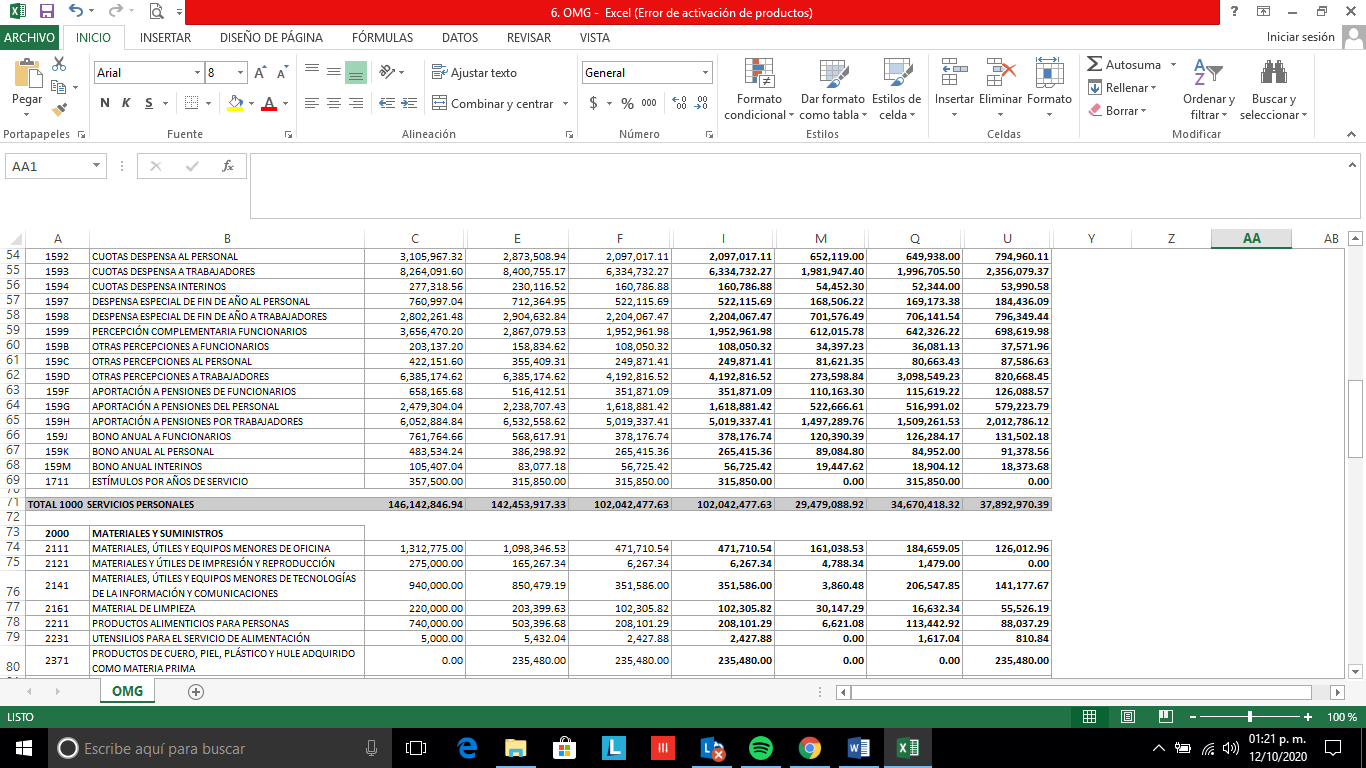 6. OMG -  Excel (Error de activación de productos)
ARCHIVO INICIO INSERTAR DISEÑO DE PÁGINA FÓRMULAS DATOS REVISAR VISTA Iniciar sesión
Pegar
Portapapeles
Arial 8
N K S
Fuente
Ajustar texto
Combinar y centrar
Alineación
General
$ % 000
Número
Formato condicional
Dar formato como tabla
Estilos de celda
Estilos
Insertar Eliminar Formato
Celdas
Autosuma
Rellenar
Borrar
Ordenar y filtrar
Buscar y seleccionar
Modificar
AA1 fx
A B C E F I M Q U Y Z AA AB
54 1592 CUOTAS DESPENSA AL PERSONAL 3,105,967.32 2,873,508.94 2,097,017.11 2,097,017.11 652,119.00 649,938.00 794,960.11
55 1593 CUOTAS DESPENSA A TRABAJADORES 8,264,091.60 8,400,755.17 6,334,732.27 6,334,732.27 1,981,947.40 1,996,705.50 2,356,079.37
56 1594 CUOTAS DESPENSA INTERINOS 277,318.56 230,116.52 160,786.88 160,786.88 54,452.30 52,344.00 53,990.58
57 1597 DESPENSA ESPECIAL DE FIN DE AÑO AL PERSONAL 760,997.04 712,364.95 522,115.69 522,115.69 168,506.22 169,173.38 184,436.09
58 1598 DESPENSA ESPECIAL DE FIN DE AÑO A TRABAJADORES 2,802,261.48 2,904,632.84 2,204,067.47 2,204,067.47 701,576.49 706,141.54 796,349.44
59 1599 PERCEPCIÓN COMPLEMENTARIA FUNCIONARIOS 3,656,470.20 2,867,079.53 1,952,961.98 1,952,961.98 612,015.78 642,326.22 698,619.98
60 159B OTRAS PERCEPCIONES A FUNCIONARIOS 203,137.20 158,834.62 108,050.32 108,050.32 34,397.23 36,081.13 37,571.96
61 159C OTRAS PERCEPCIONES AL PERSONAL 422,151.60 355,409.31 249,871.41 249,871.41 81,621.35 80,663.43 87,586.63
62 159D OTRAS PERCEPCIONES A TRABAJADORES 6,385,174.62 6,385,174.62 4,192,816.52 4,192,816.52 273,598.84 3,098,549.23 820,668.45
63 159F APORTACIÓN A PENSIONES DE FUNCIONARIOS 658,165.68 516,412.51 351,871.09 351,871.09 110,163.30 115,619.22 126,088.57
64 159G APORTACIÓN A PENSIONES DEL PERSONAL 2,479,304.04 2,238,707.43 1,618,881.42 1,618,881.42 522,666.61 516,991.02 579,223.79
65 159H APORTACIÓN A PENSIONES POR TRABAJADORES 6,052,884.84 6,532,558.62 5,019,337.41 5,019,337.41 1,497,289.76 1,509,261.53 2,012,786.12
66 159J BONO ANUAL A FUNCIONARIOS 761,764.66 568,617.91 378,176.74 378,176.74 120,390.39 126,284.17 131,502.18
67 159K BONO ANUAL AL PERSONAL 483,534.24 386,298.92 265,415.36 265,415.36 89,084.80 84,952.00 91,378.56
68 159M BONO ANUAL INTERINOS 105,407.04 83,077.18 56,725.42 56,725.42 19,447.62 18,904.12 18,373.68
69 1711 ESTÍMULOS POR AÑOS DE SERVICIO 357,500.00 315,850.00 315,850.00 315,850.00 0.00 315,850.00 0.00
70
71 TOTAL 1000 SERVICIOS PERSONALES 146,142,846.94 142,453,917.33 102,042,477.63 102,042,477.63 29,479,088.92 34,670,418.32 37,892,970.39
72
73 2000 MATERIALES Y SUMINISTROS
74 2111 MATERIALES, ÚTILES Y EQUIPOS MENORES DE OFICINA 1,312,775.00 1,098,346.53 471,710.54 471,710.54 161,038.53 184,659.05 126,012.96
75 2121 MATERIALES Y ÚTILES DE IMPRESIÓN Y REPRODUCCIÓN 275,000.00 165,267.34 6,267.34 6,267.34 4,788.34 1,479.00 0.00
76 2141 MATERIALES, ÚTILES Y EQUIPOS MENORES DE TECNOLOGÍAS DE LA INFORMACIÓN Y COMUNICACIONES 940,000.00 850,479.19 351,586.00 351,586.00 3,860.48 206,547.85 141,177.67
77 2161 MATERIAL DE LIMPIEZA 220,000.00 203,399.63 102,305.82 102,305.82 30,147.29 16,632.34 55,526.19
78 2211 PRODUCTOS ALIMENTICIOS PARA PERSONAS 740,000.00 503,396.68 208,101.29 208,101.29 6,621.08 113,442.92 88,037.29
79 2231 UTENSILIOS PARA EL SERVICIO DE ALIMENTACIÓN 5,000.00 5,432.04 2,427.88 2,427.88 0.00 1,617.04 810.84
80 2371 PRODUCTOS DE CUERO, PIEL, PLÁSTICO Y HULE ADQUIRIDO COMO MATERIA PRIMA 0.00 235,480.00 235,480.00 235,480.00 0.00 0.00 235,480.00
OMG
LISTO 100 %
Escribe aquí para buscar
01:21 p. m.
12/10/2020